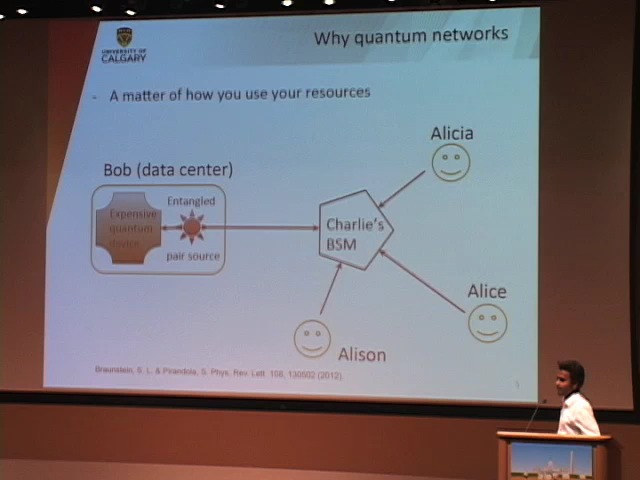 UNIVERSITY OF
CALGARY
Why quantum networks
- A matter of how you use your resources
Alicia
Bob (data center)
Entangled
Expensive
quantum
device
pair source
Charlie's
BSM
Alice
Alison
Braunstein, S. L. & Pirandola, S. Phys. Rev. Lett. 108, 130502 (2012).